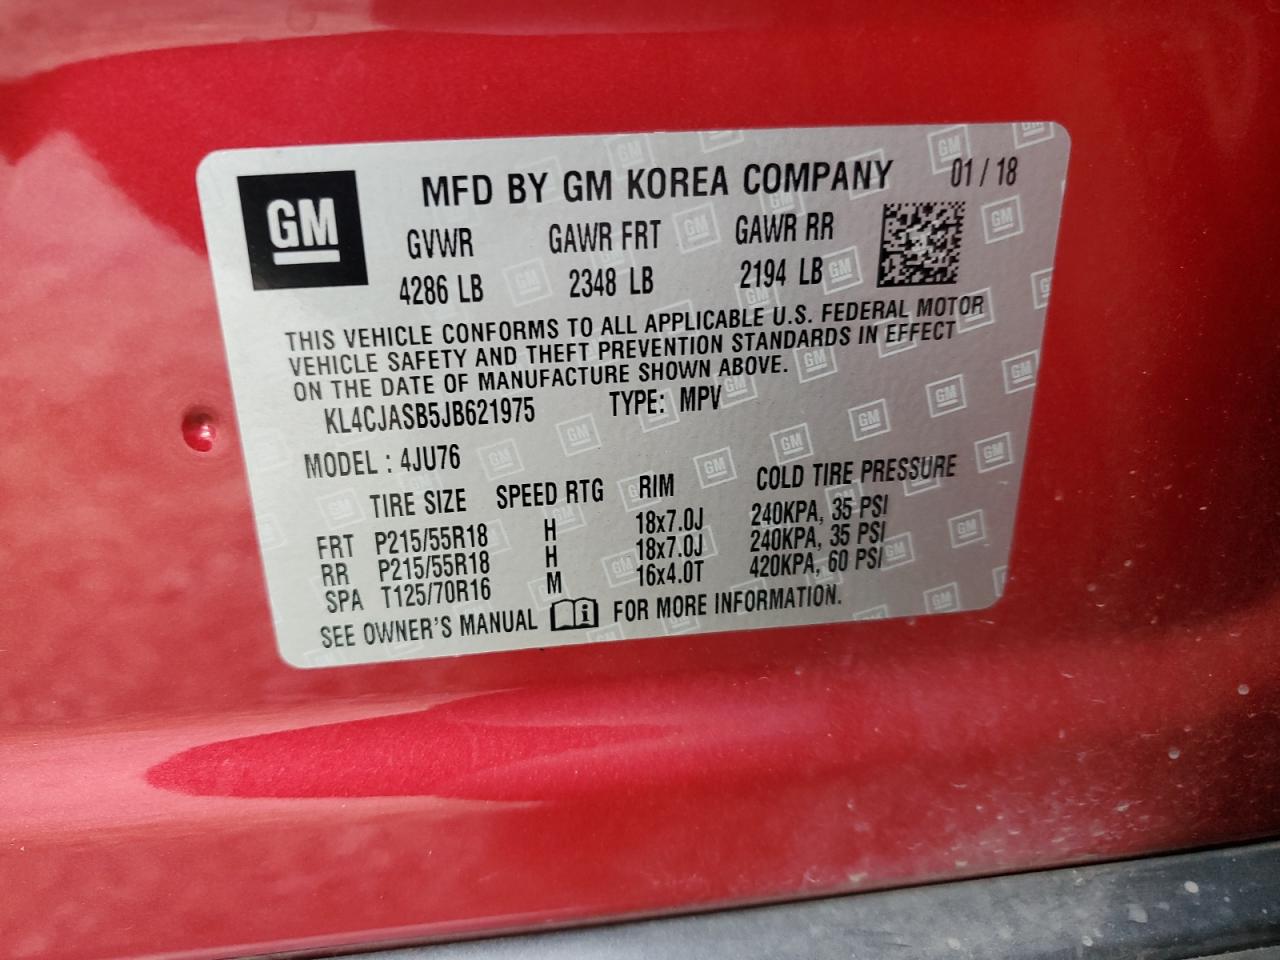 GM
MFD BY GM KOREA COMPANY 01 / 18
GVWR GAWR FRT GAWR RR
4286 LB 2348 LB 2194 LB
THIS VEHICLE CONFORMS TO ALL APPLICABLE U.S. FEDERAL MOTOR
VEHICLE SAFETY AND THEFT PREVENTION STANDARDS IN EFFECT
ON THE DATE OF MANUFACTURE SHOWN ABOVE.
KL4CJASB5JB621975 TYPE: MPV
MODEL : 4JU76
TIRE SIZE SPEED RTG RIM COLD TIRE PRESSURE
FRT P215/55R18 H 18x7.0J 240KPA, 35 PSI
RR P215/55R18 H 18x7.0J 240KPA, 35 PSI
SPA T125/70R16 M 16x4.0T 420KPA, 60 PSI
SEE OWNER'S MANUAL FOR MORE INFORMATION.